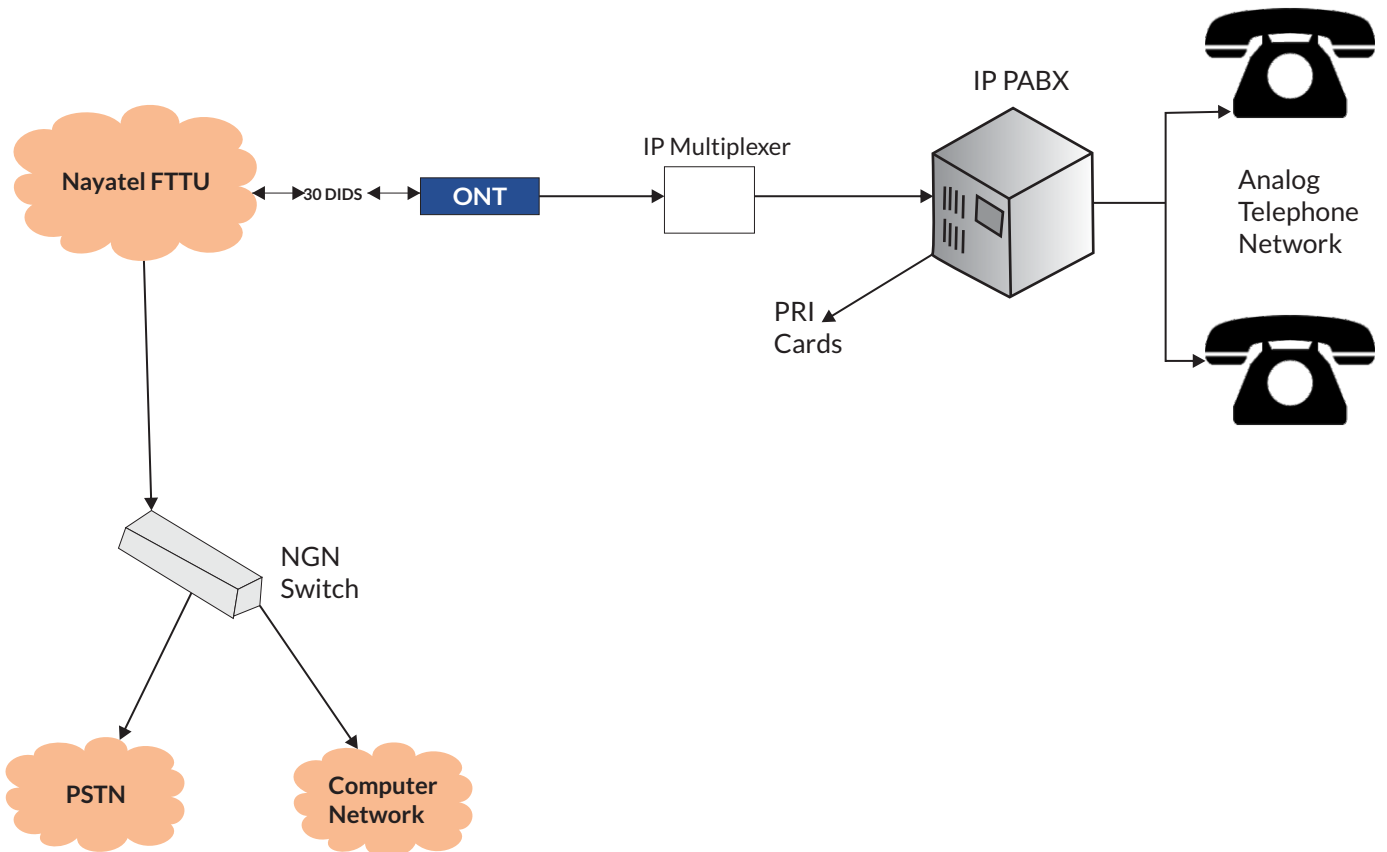 IP PABX
IP Multiplexer
Nayatel FTTU
30 DIDS
ONT
Analog
Telephone
Network
PRI
Cards
NGN
Switch
PSTN
Computer
Network